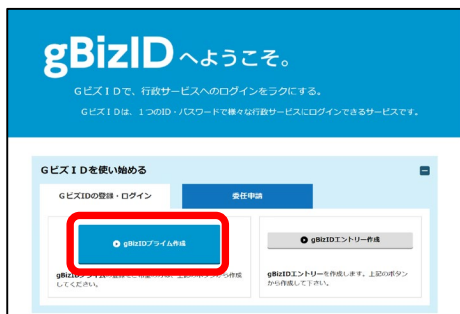 gBizID へようこそ。
GビズIDで、行政サービスへのログインをラクにする。
GビズIDは、1つのID・パスワードで様々な行政サービスにログインできるサービスです。
GビズIDを使い始める
GビズIDの登録・ログイン
委任申請
gBizIDプライム作成
gBizIDエントリー作成
gBizID
作成
してください。
gBizIDエントリーを作成します。上記のボタン
から作成して下さい。